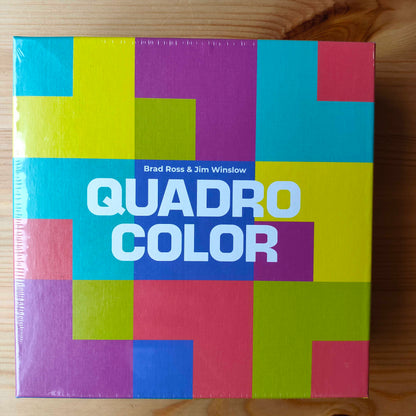 Brad Ross & Jim Winslow
QUADRO
COLOR